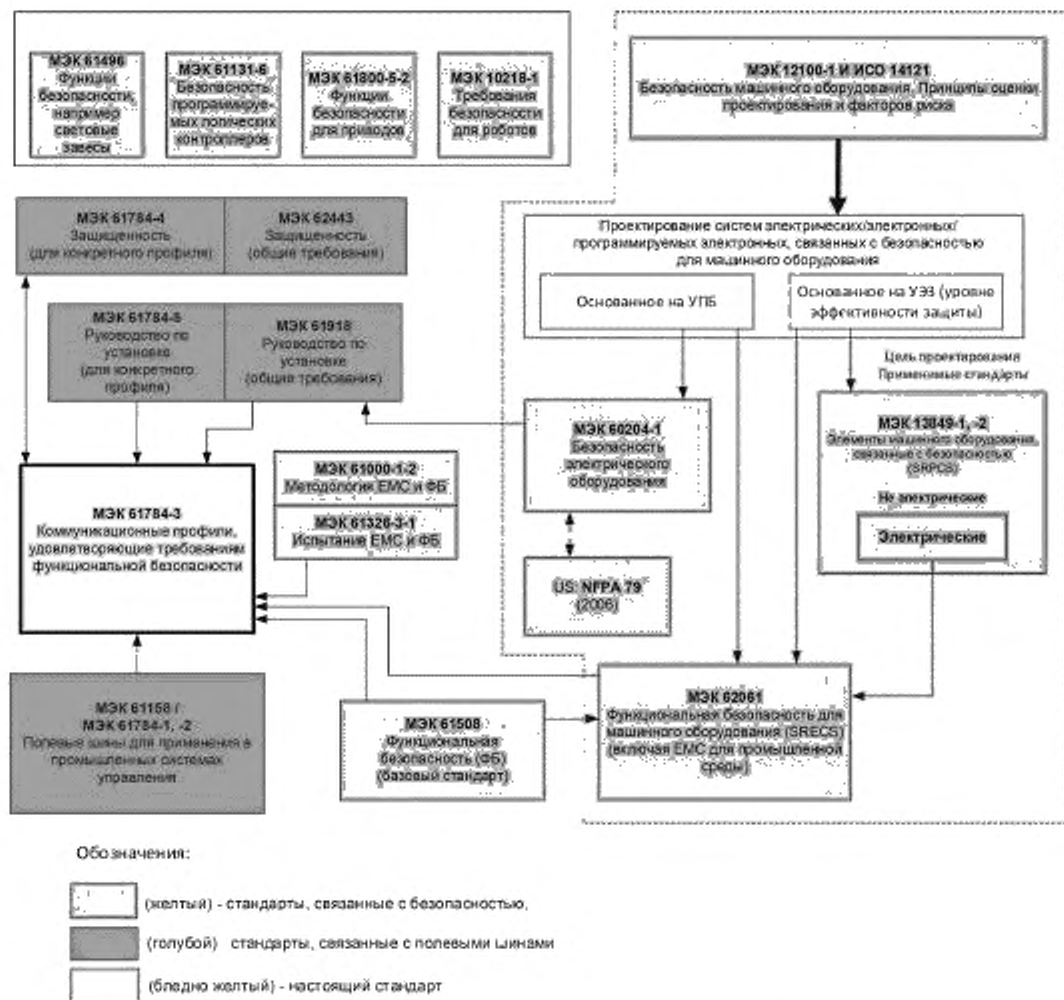 МЭК 61496
Функции
безопасности,
например
световые
завесы
МЭК 61131-6
Безопасность
программируе-
мых логических
контроллеров
МЭК 61800-5-2
Функции
безопасности
для приводов
МЭК 10218-1
Требования
безопасности
для роботов
МЭК 12100-1 И ИСО 14121
Безопасность машинного оборудования, Принципы оценки
проектирования и факторов риска
МЭК 61784-4
Защищенность
(для конкретного профиля)
МЭК 62443
Защищенность
(общие требования)
Проектирование систем электрических/электронных/
программируемых электронных, связанных с безопасностью
для машинного оборудования
Основанное на УПБ
Основанное на УЭЗ (уровне
эффективности защиты)
МЭК 61784-5
Руководство по
установке
(для конкретного
профиля)
МЭК 61918
Руководство по
установке
(общие требования)
Цель проектирования
Применимые стандарты
МЭК 60204-1
Безопасность
электрического
оборудования
МЭК 13849-1, -2
Элементы машинного оборудования,
связанные с безопасностью
(SRPCS)
Не электрические
Электрические
МЭК 61000-1-2
Методология ЕМС и ФБ
МЭК 61326-3-1
Испытание ЕМС и ФБ
МЭК 61784-3
Коммуникационные профили,
удовлетворяющие требованиям
функциональной безопасности
US: NFPA 79
(2006)
МЭК 61158 /
МЭК 61784-1, -2
Полевые шины для применения в
промышленных системах
управления
МЭК 61508
Функциональная
безопасность (ФБ)
(базовый стандарт)
МЭК 62061
Функциональная безопасность для
машинного оборудования (SRECS)
(включая ЕМС для промышленной
среды)
Обозначения:
(желтый) - стандарты, связанные с безопасностью,
(голубой) стандарты, связанные с полевыми шинами
(бледно желтый) - настоящий стандарт